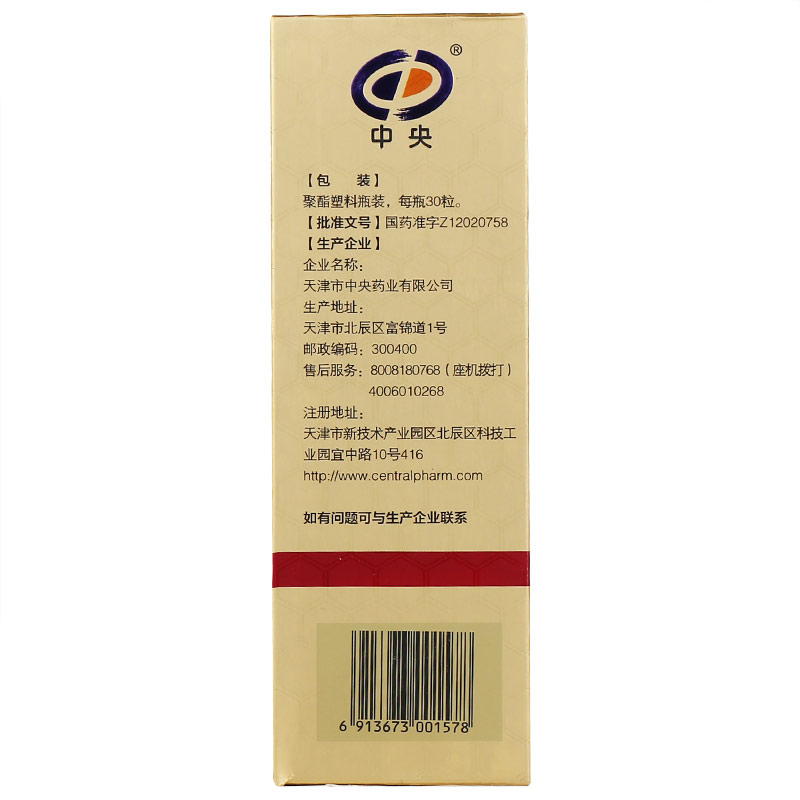 ®
中央
【包　装】
聚酯塑料瓶装，每瓶30粒。
【批准文号】国药准字Z12020758
【生产企业】
企业名称：
天津市中央药业有限公司
生产地址：
天津市北辰区富锦道1号
邮政编码：300400
售后服务：8008180768（座机拨打）
4006010268
注册地址：
天津市新技术产业园区北辰区科技工
业园宜中路10号416
http://www.centralpharm.com
如有问题可与生产企业联系
6 913673 001578